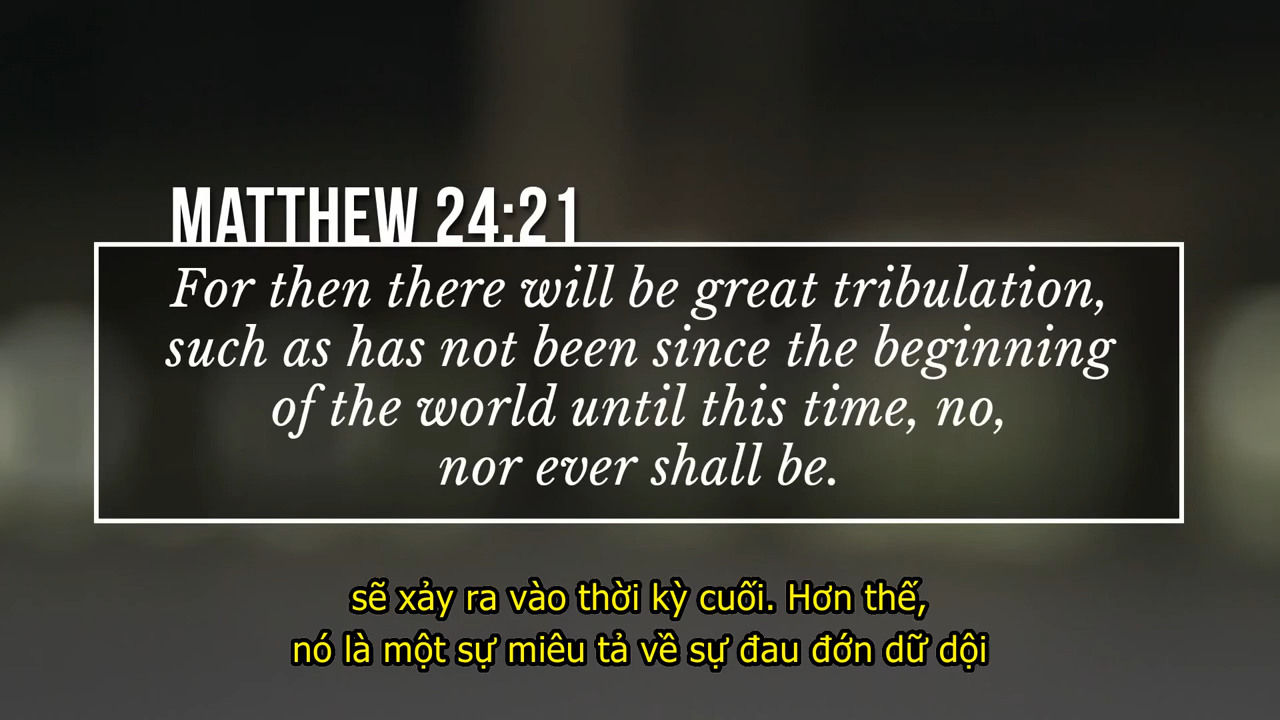 MATTHEW 24:21
For then there will be great tribulation,
such as has not been since the beginning
of the world until this time, no,
nor ever shall be.
sẽ xảy ra vào thời kỳ cuối. Hơn thế,
nó là một sự miêu tả về sự đau đớn dữ dội